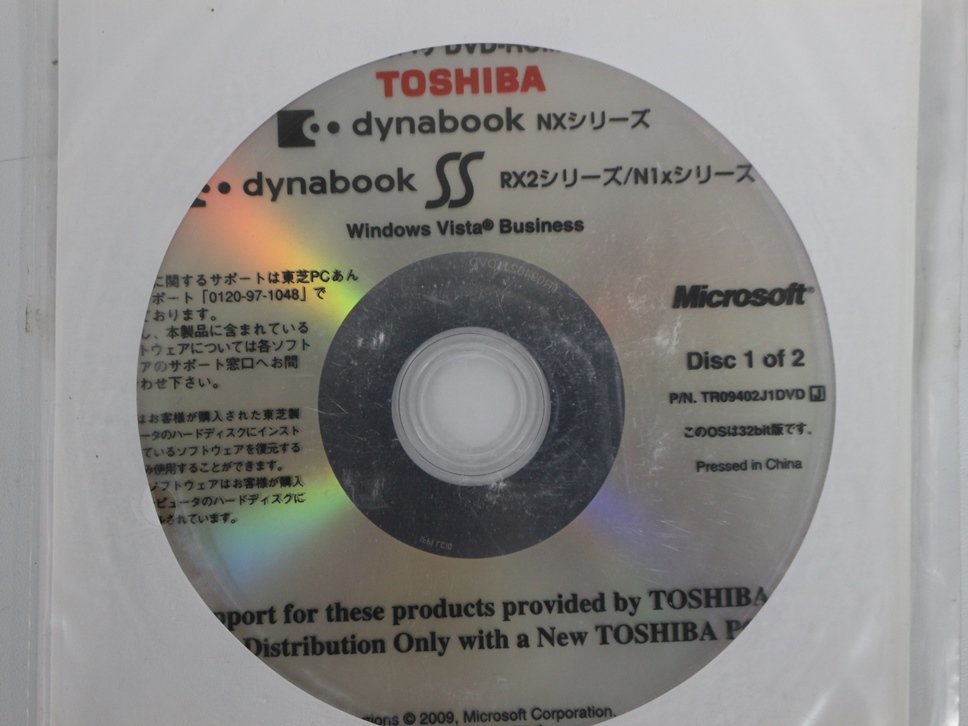 DVD-ROM
TOSHIBA
dynabook NXシリーズ
dynabook SS RX2シリーズ/N1xシリーズ
Windows Vista® Business
に関するサポートは東芝PCあん
ポート「0120-97-1048」で
ております。
し、本製品に含まれている
トウェアについては各ソフト
アのサポート窓口へお問
わせ下さい。
はお客様が購入された東芝製
ータのハードディスクにインスト
ているソフトウェアを復元する
み使用することができます。
ソフトウェアはお客様が購入
ピュータのハードディスクに
されています。
Microsoft®
Disc 1 of 2
P/N. TR09402J1DVD J
このOSは32bit版です。
Pressed in China
pport for these products provided by TOSHIBA
Distribution Only with a New TOSHIBA P
© 2009, Microsoft Corporation.